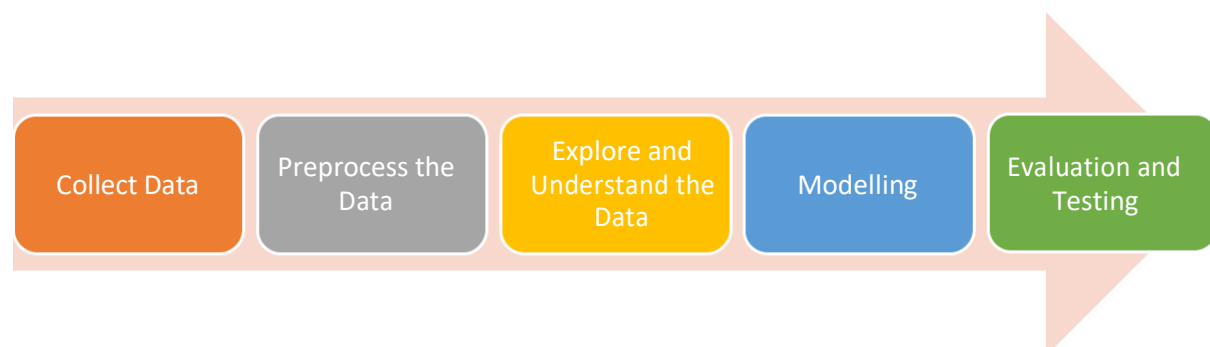 Collect Data
Preprocess the
Data
Explore and
Understand the
Data
Modelling
Evaluation and
Testing